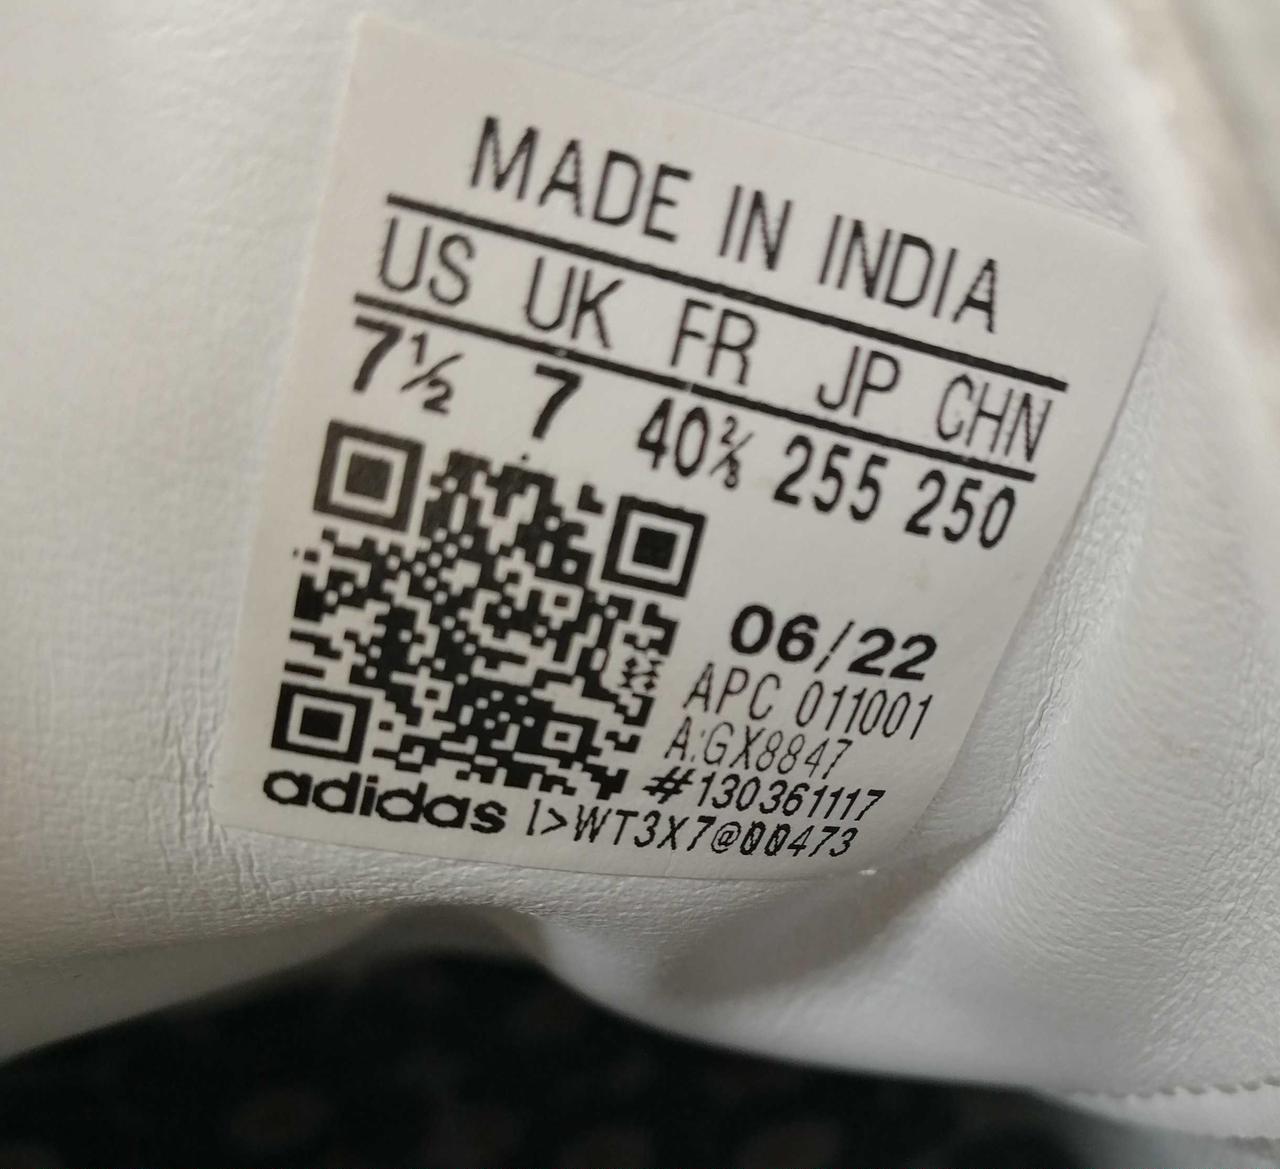 MADE IN INDIA
US UK FR JP CHN
7½ 7 40⅔ 255 250
06/22
APC 011001
A:GX8847
#130361117
adidas I>WT3X7@00473